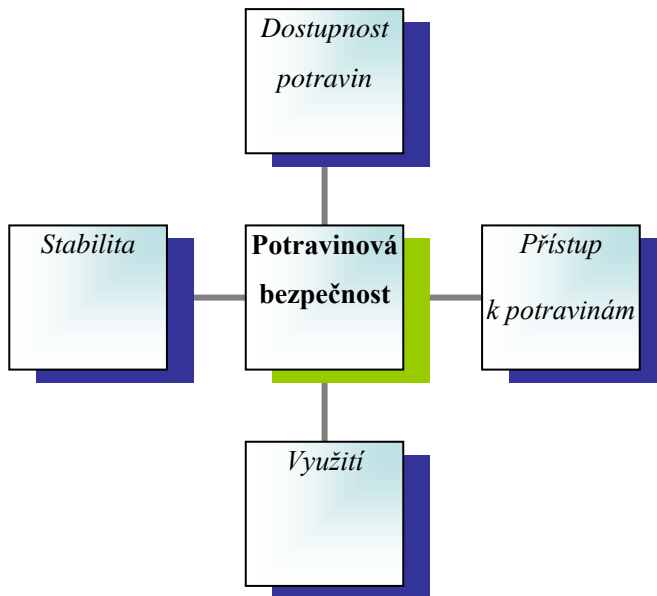 Dostupnost
potravin
Stabilita
Potravinová
bezpečnost
Přístup
k potravinám
Využití